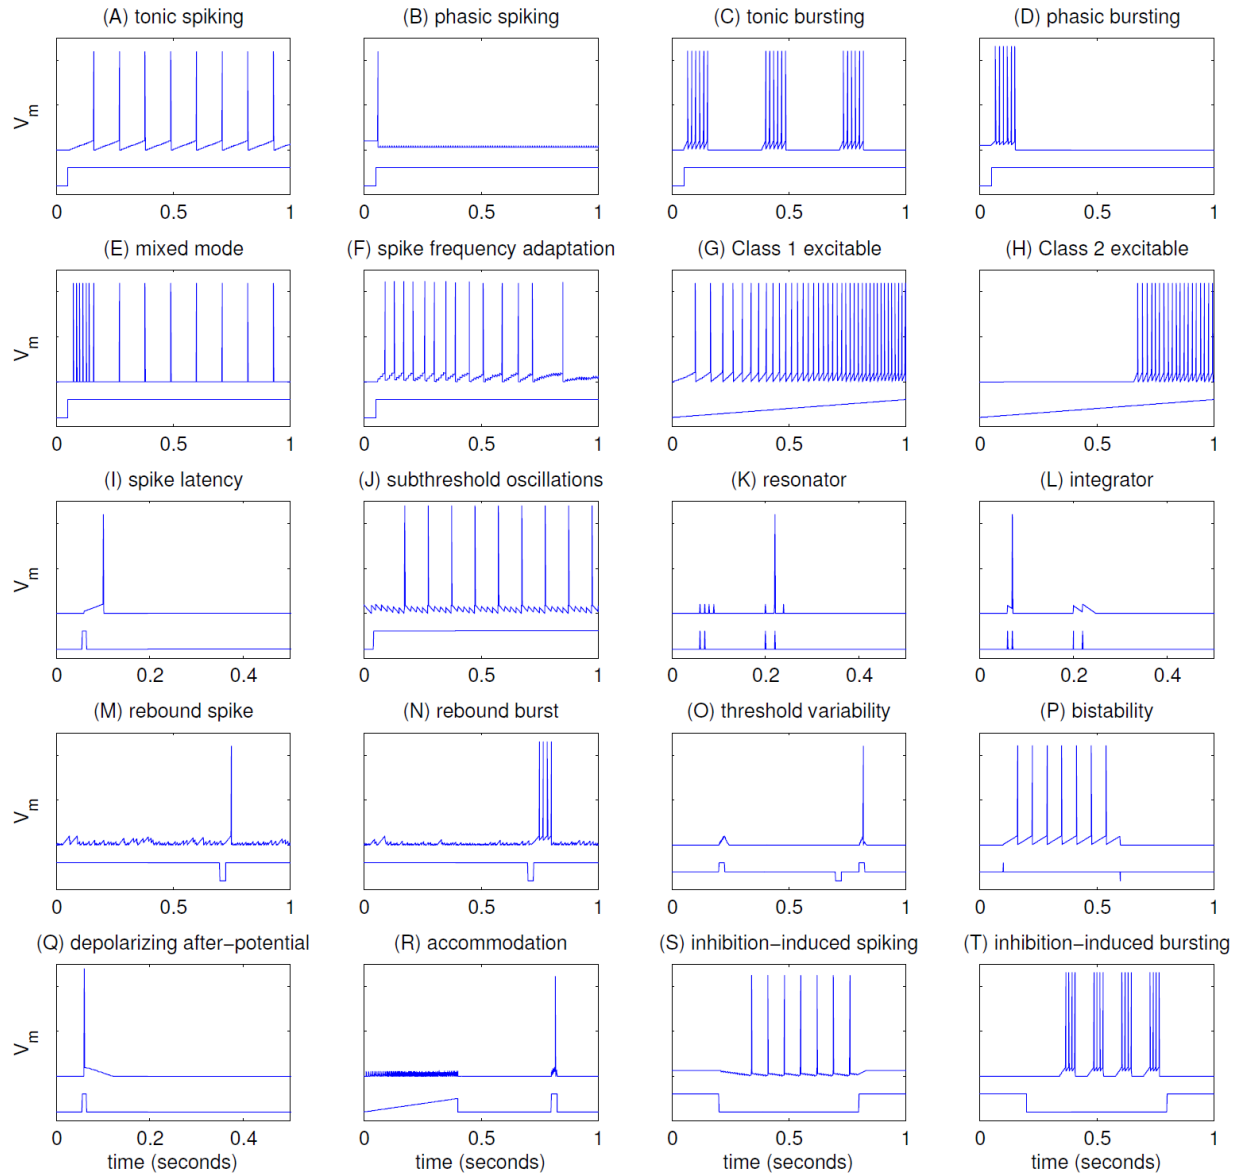 (A) tonic spiking (B) phasic spiking (C) tonic bursting (D) phasic bursting
V_m
0 0.5 1 0 0.5 1 0 0.5 1 0 0.5 1
(E) mixed mode (F) spike frequency adaptation (G) Class 1 excitable (H) Class 2 excitable
V_m
0 0.5 1 0 0.5 1 0 0.5 1 0 0.5 1
(I) spike latency (J) subthreshold oscillations (K) resonator (L) integrator
V_m
0 0.2 0.4 0 0.5 1 0 0.2 0.4 0 0.2 0.4
(M) rebound spike (N) rebound burst (O) threshold variability (P) bistability
V_m
0 0.5 1 0 0.5 1 0 0.5 1 0 0.5 1
(Q) depolarizing after-potential (R) accommodation (S) inhibition-induced spiking (T) inhibition-induced bursting
V_m
0 0.2 0.4 0 0.5 1 0 0.5 1 0 0.5 1
time (seconds) time (seconds) time (seconds) time (seconds)